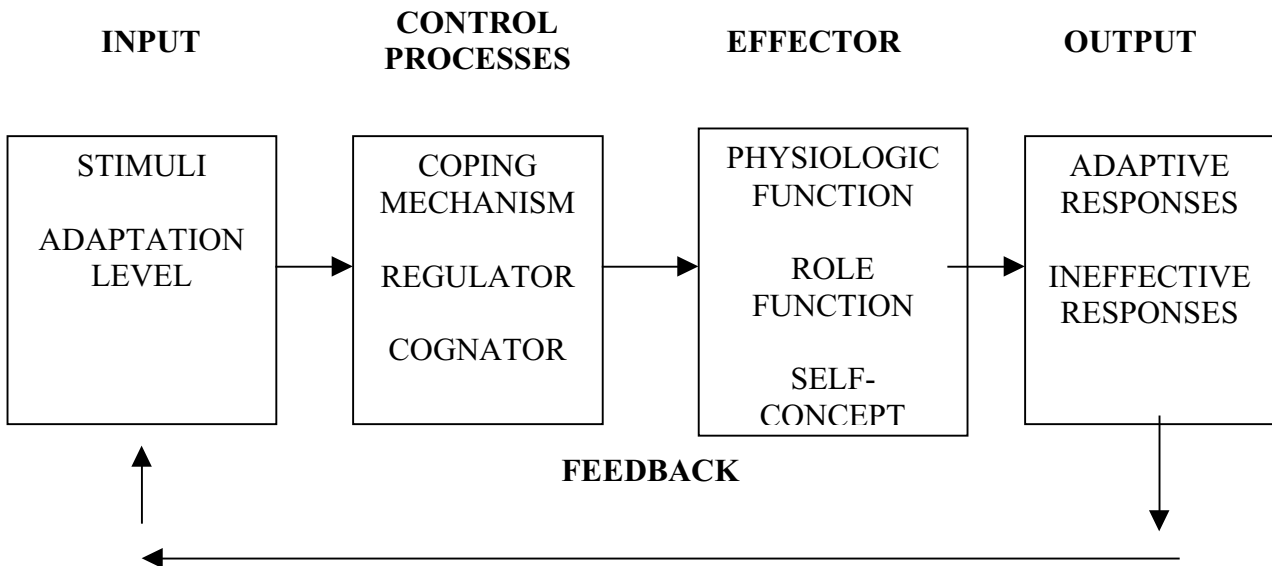 INPUT
CONTROL
PROCESSES
EFFECTOR
OUTPUT
STIMULI
ADAPTATION
LEVEL
COPING
MECHANISM
REGULATOR
COGNATOR
PHYSIOLOGIC
FUNCTION
ROLE
FUNCTION
SELF-
CONCEPT
ADAPTIVE
RESPONSES
INEFFECTIVE
RESPONSES
FEEDBACK